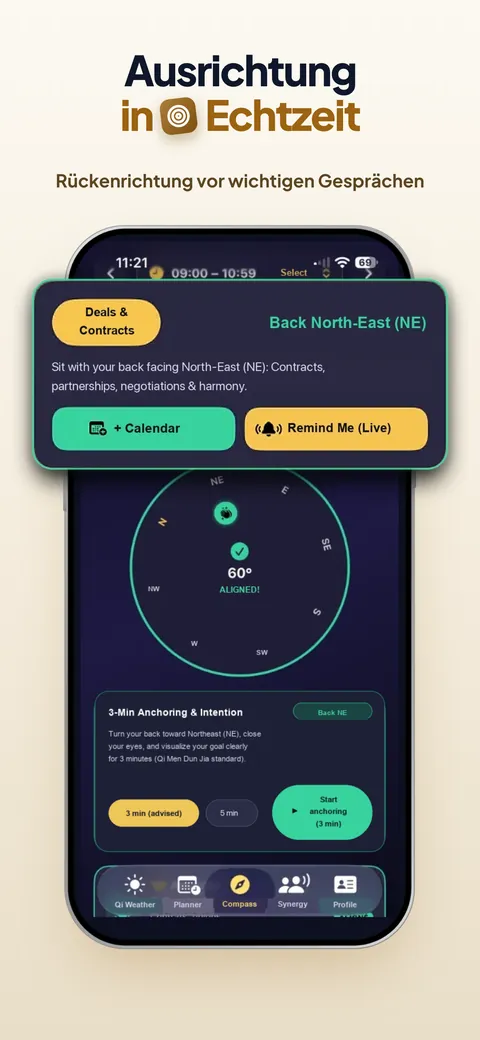 Ausrichtung
in Echtzeit
Rückenrichtung vor wichtigen Gesprächen
11:21
69
09:00 – 10:59
Select
Deals &
Contracts
Back North-East (NE)
Sit with your back facing North-East (NE): Contracts,
partnerships, negotiations & harmony.
+ Calendar
Remind Me (Live)
NE
E
N
SE
60°
ALIGNED!
NW
S
W
SW
3-Min Anchoring & Intention
Back NE
Turn your back toward Northeast (NE), close
your eyes, and visualize your goal clearly
for 3 minutes (Qi Men Dun Jia standard).
3 min (advised)
5 min
Start
anchoring
(3 min)
Qi Weather
Planner
Compass
Synergy
Profile